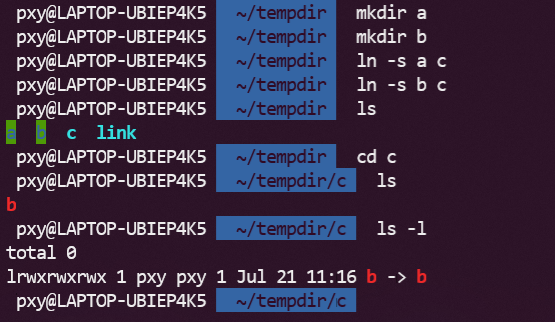 pxy@LAPTOP-UBIEP4K5 ~/tempdir mkdir a
pxy@LAPTOP-UBIEP4K5 ~/tempdir mkdir b
pxy@LAPTOP-UBIEP4K5 ~/tempdir ln -s a c
pxy@LAPTOP-UBIEP4K5 ~/tempdir ln -s b c
pxy@LAPTOP-UBIEP4K5 ~/tempdir ls
a b c link
pxy@LAPTOP-UBIEP4K5 ~/tempdir cd c
pxy@LAPTOP-UBIEP4K5 ~/tempdir/c ls
b
pxy@LAPTOP-UBIEP4K5 ~/tempdir/c ls -l
total 0
lrwxrwxrwx 1 pxy pxy 1 Jul 21 11:16 b -> b
pxy@LAPTOP-UBIEP4K5 ~/tempdir/c